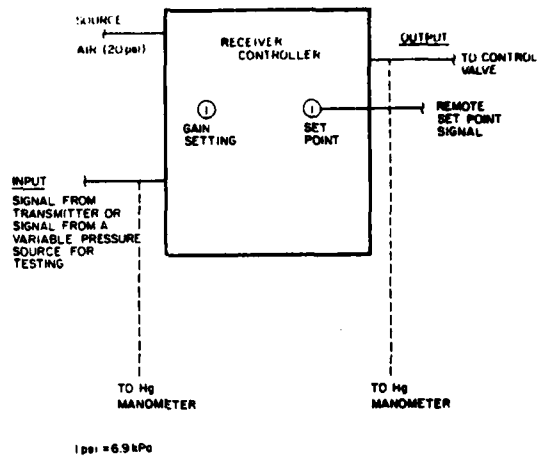 SOURCE
AIR (20 psi)
RECEIVER
CONTROLLER
OUTPUT
TO CONTROL
VALVE
GAIN
SETTING
SET
POINT
REMOTE
SET POINT
SIGNAL
INPUT
SIGNAL FROM
TRANSMITTER OR
SIGNAL FROM A
VARIABLE PRESSURE
SOURCE FOR
TESTING
TO Hg
MANOMETER
TO Hg
MANOMETER
1 psi = 6.9 kPa